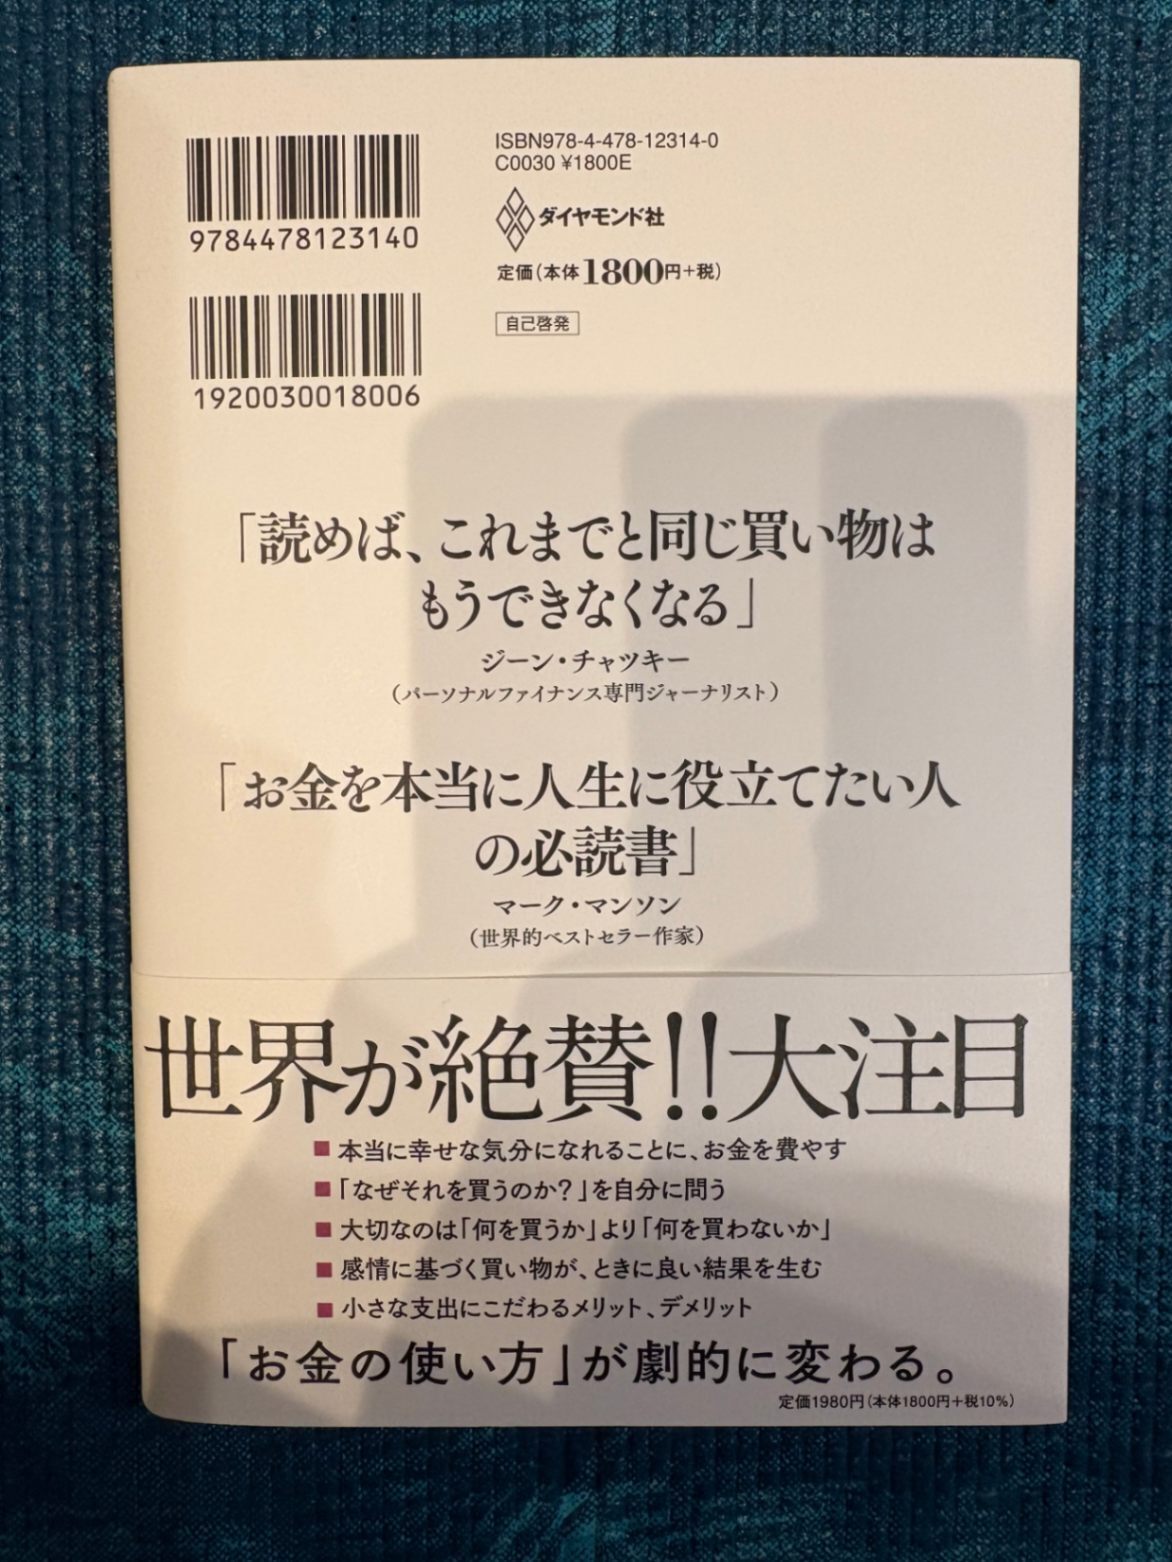 ISBN978-4-478-12314-0
C0030 ¥1800E
9784478123140
ダイヤモンド社
定価(本体1800円+税)
自己啓発
1920030018006
「読めば、これまでと同じ買い物は
もうできなくなる」
ジーン・チャツキー
(パーソナルファイナンス専門ジャーナリスト)
「お金を本当に人生に役立てたい人
の必読書」
マーク・マンソン
(世界的ベストセラー作家)
世界が絶賛!!大注目
■ 本当に幸せな気分になれることに、お金を費やす
■ 「なぜそれを買うのか?」を自分に問う
■ 大切なのは「何を買うか」より「何を買わないか」
■ 感情に基づく買い物が、ときに良い結果を生む
■ 小さな支出にこだわるメリット、デメリット
「お金の使い方」が劇的に変わる。
定価1980円(本体1800円+税10%)